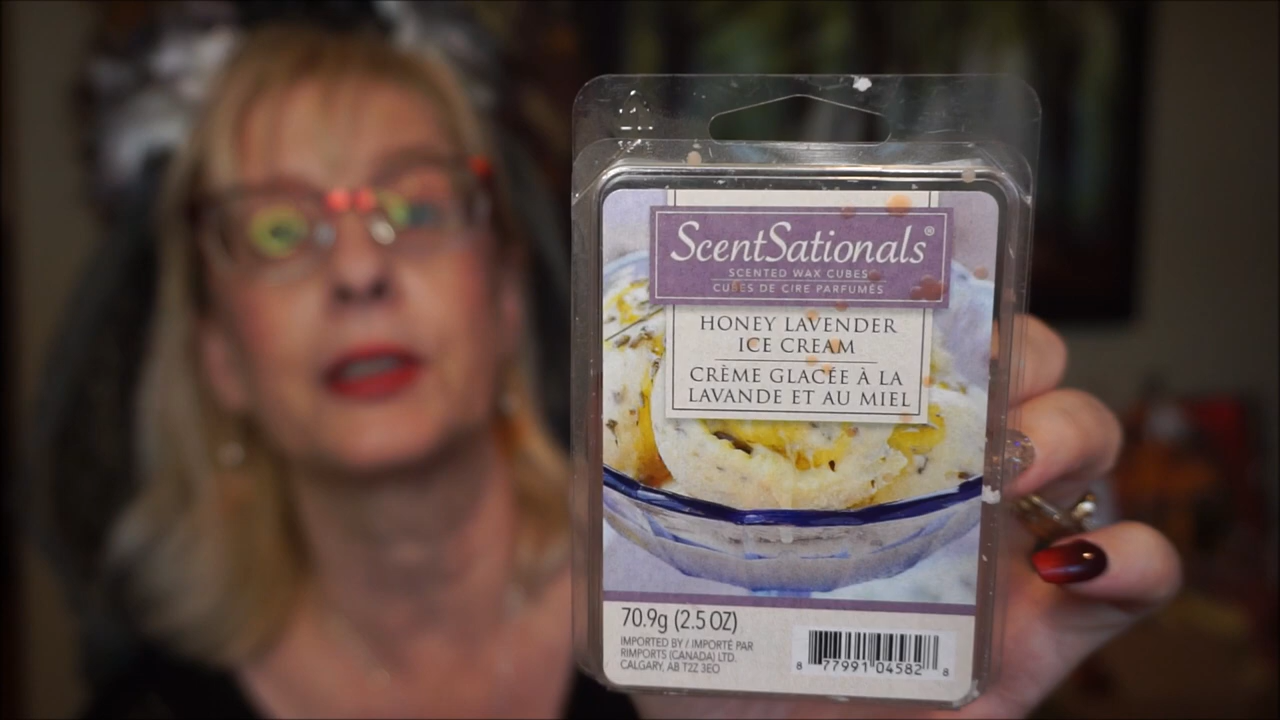 ScentSationals®
SCENTED WAX CUBES
CUBES DE CIRE PARFUMÉS
HONEY LAVENDER
ICE CREAM
CRÈME GLACÉE À LA
LAVANDE ET AU MIEL
70.9g (2.5 OZ)
IMPORTED BY / IMPORTÉ PAR
RIMPORTS (CANADA) LTD.
CALGARY, AB T2Z 3E0
8 77991 04582 8